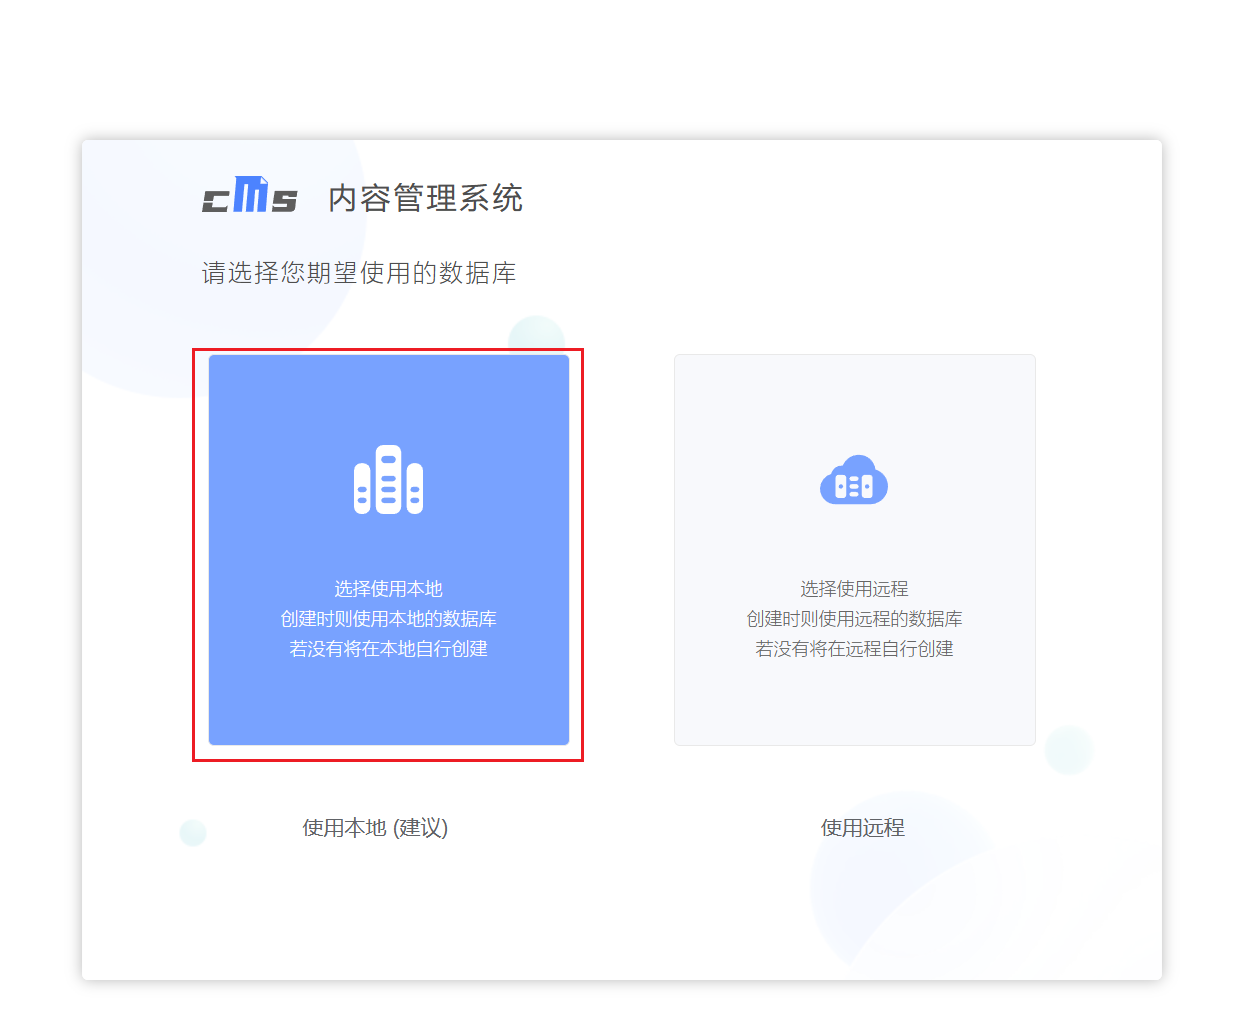 cms 内容管理系统
请选择您期望使用的数据库
选择使用本地
创建时则使用本地的数据库
若没有将在本地自行创建
选择使用远程
创建时则使用远程的数据库
若没有将在远程自行创建
使用本地 (建议)
使用远程